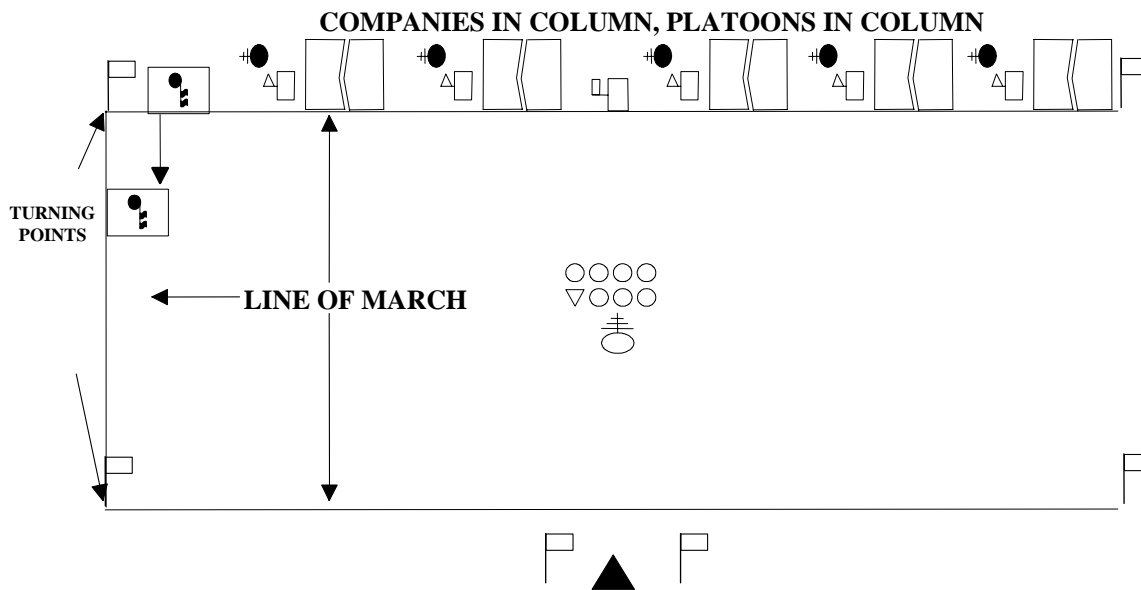 COMPANIES IN COLUMN, PLATOONS IN COLUMN
TURNING
POINTS
LINE OF MARCH